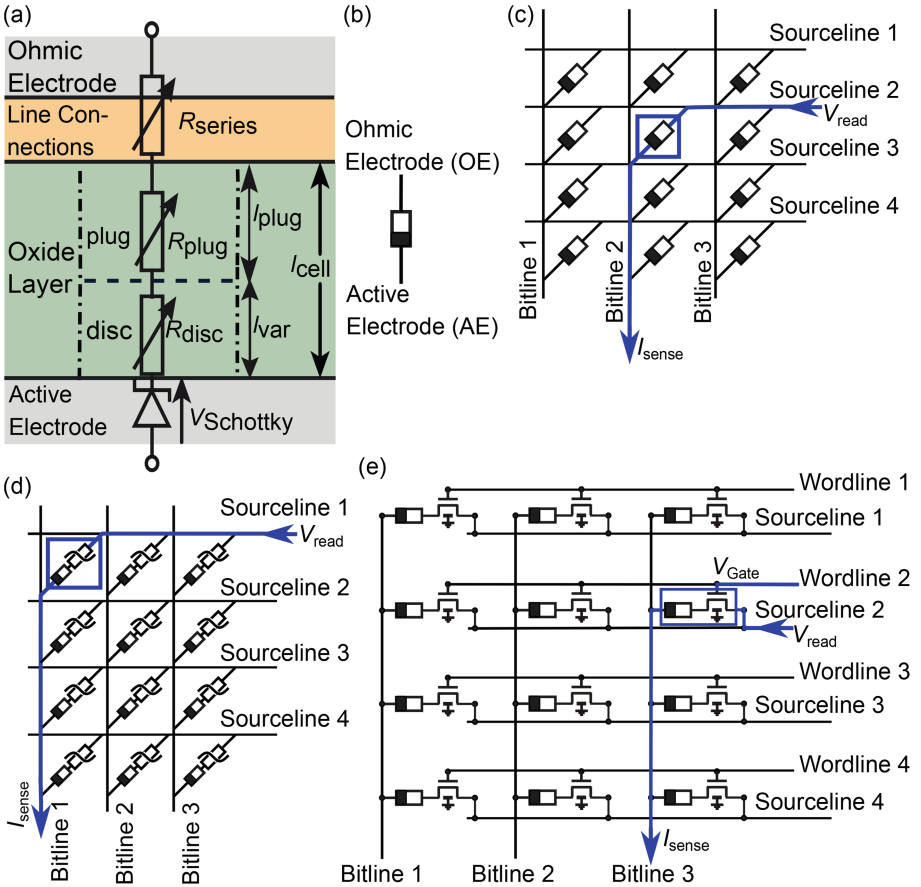 (a)
Ohmic
Electrode
Line Con-
nections
Rseries
plug
Rplug
lplug
Oxide
Layer
lcell
disc
Rdisc
lvar
Active
Electrode
VSchottky
(b)
Ohmic
Electrode (OE)
Active
Electrode (AE)
(c)
Sourceline 1
Sourceline 2
Vread
Sourceline 3
Sourceline 4
Bitline 1
Bitline 2
Bitline 3
Isense
(d)
Sourceline 1
Vread
Sourceline 2
Sourceline 3
Sourceline 4
Isense
Bitline 1
Bitline 2
Bitline 3
(e)
Wordline 1
Sourceline 1
VGate
Wordline 2
Sourceline 2
Vread
Wordline 3
Sourceline 3
Wordline 4
Sourceline 4
Isense
Bitline 1
Bitline 2
Bitline 3